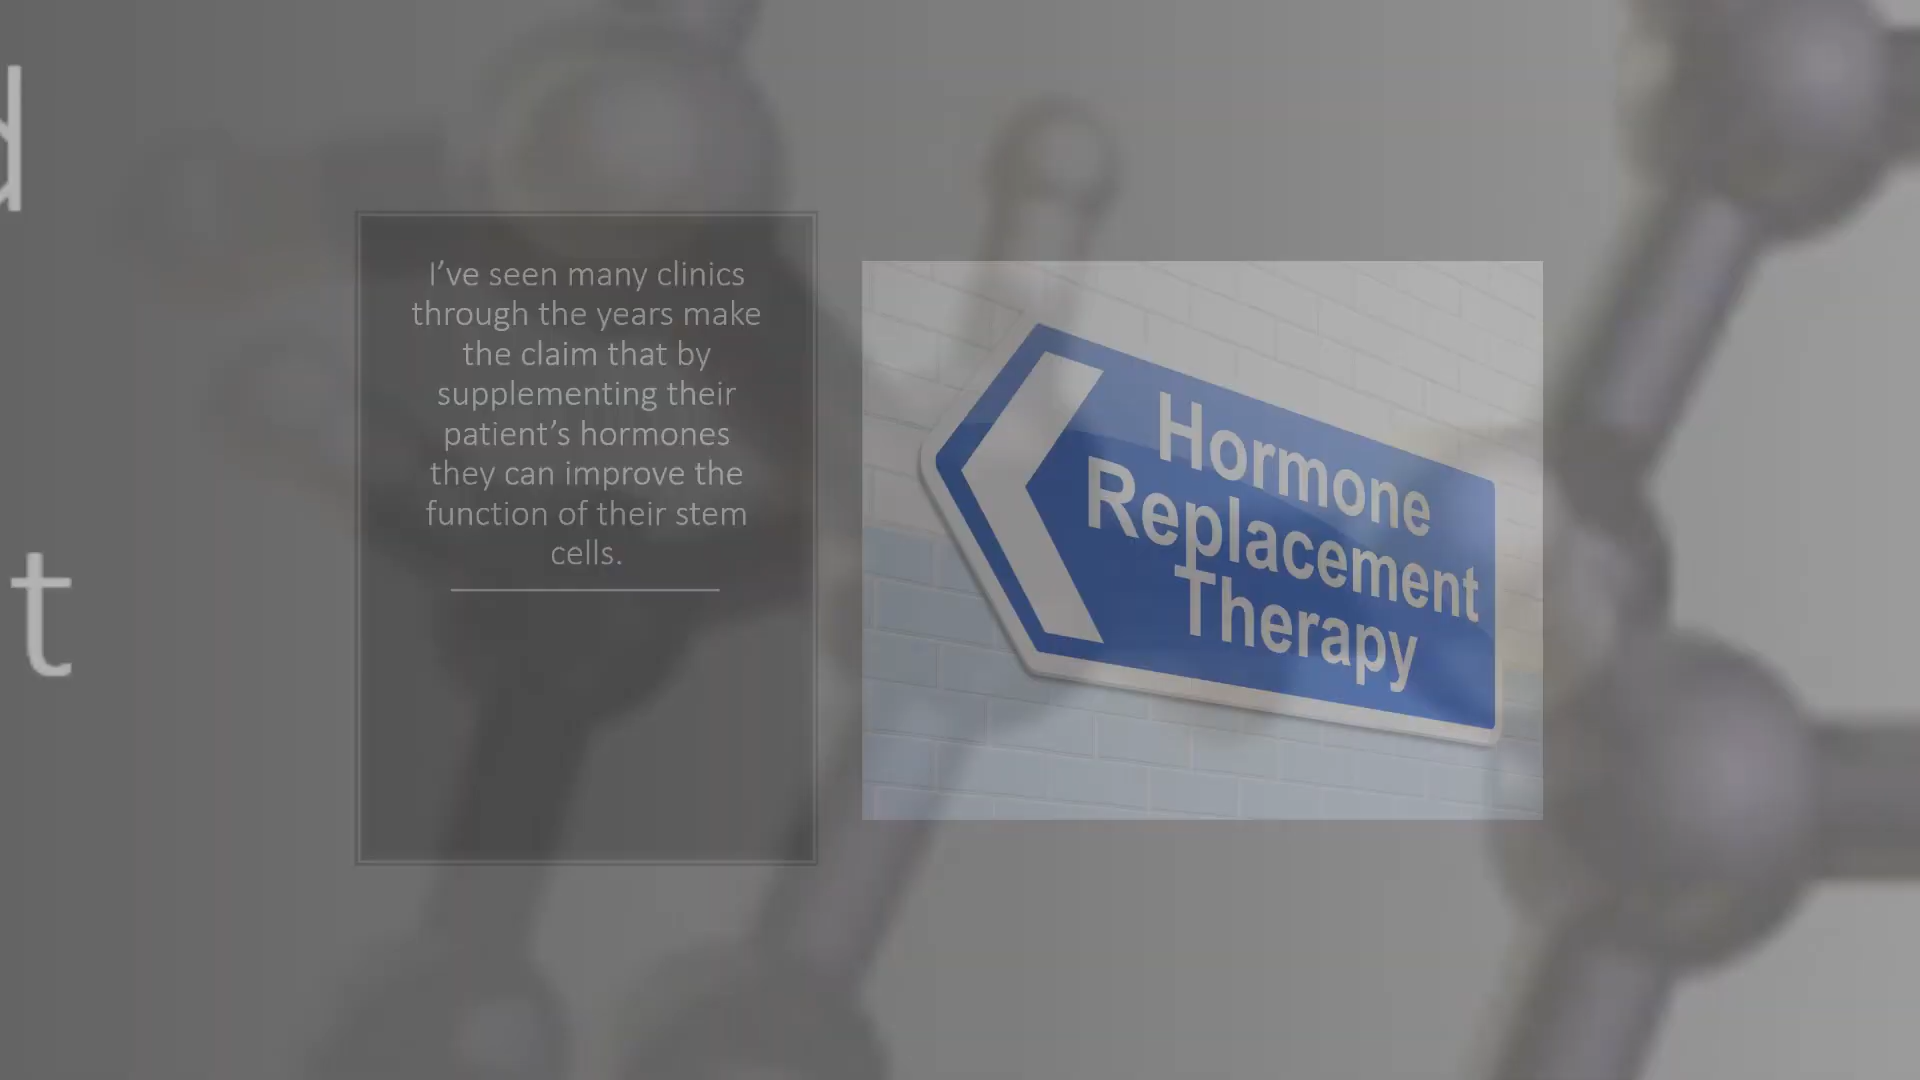 d
t
I've seen many clinics
through the years make
the claim that by
supplementing their
patient's hormones
they can improve the
function of their stem
cells.
Hormone
Replacement
Therapy